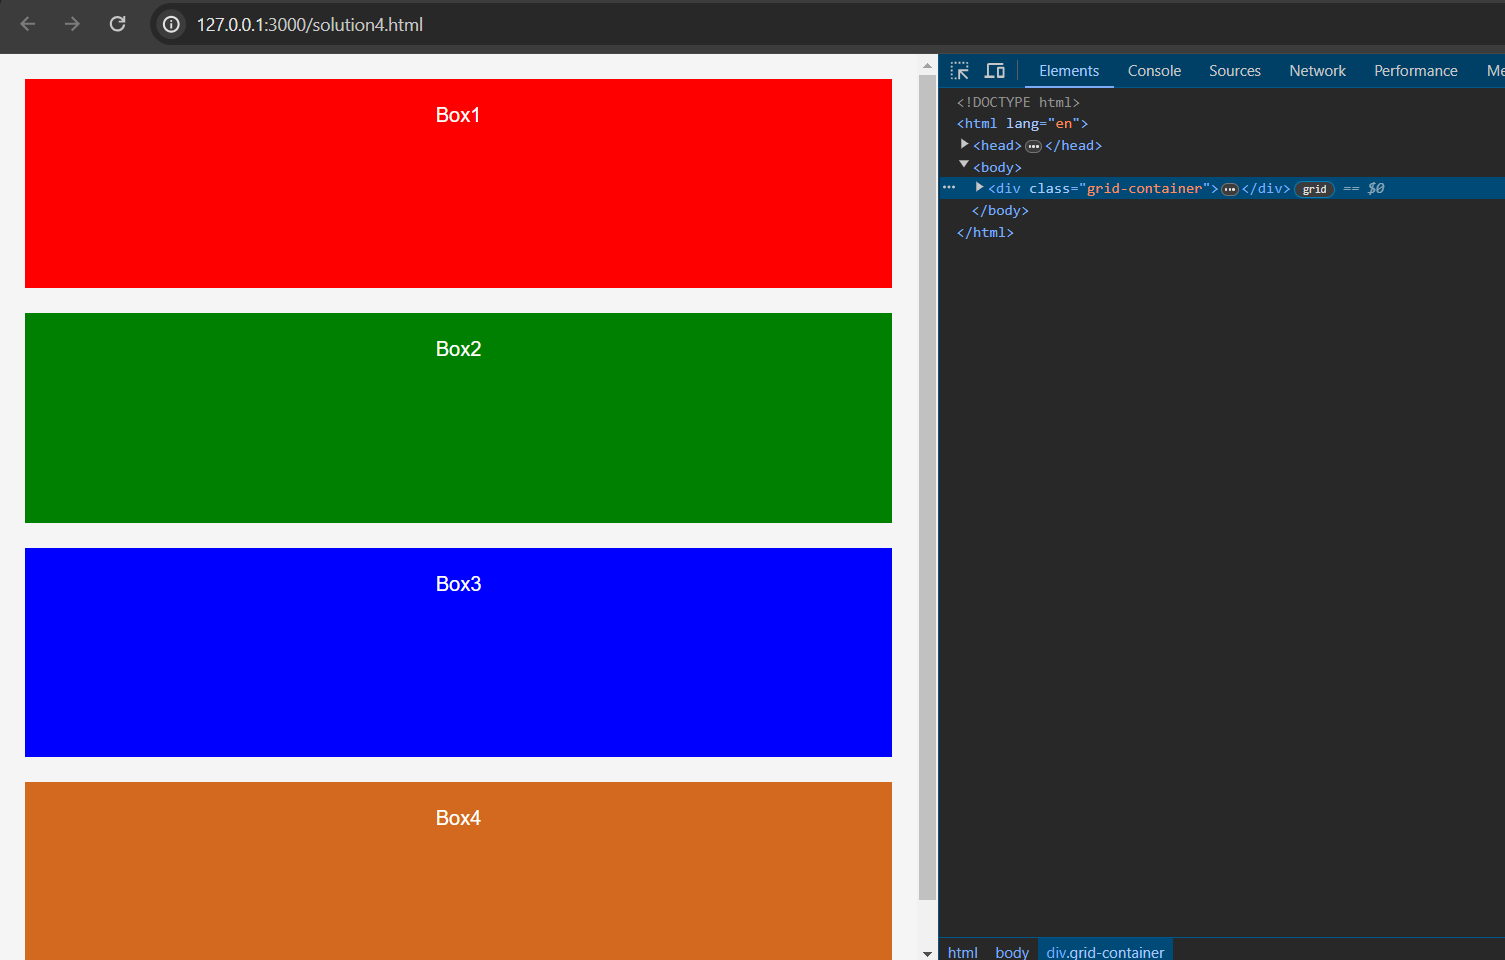 127.0.0.1:3000/solution4.html
Box1
Box2
Box3
Box4
Elements Console Sources Network Performance Me
<!DOCTYPE html>
<html lang="en">
<head>…</head>
<body>
… <div class="grid-container">…</div> grid == $0
</body>
</html>
html body div.grid-container